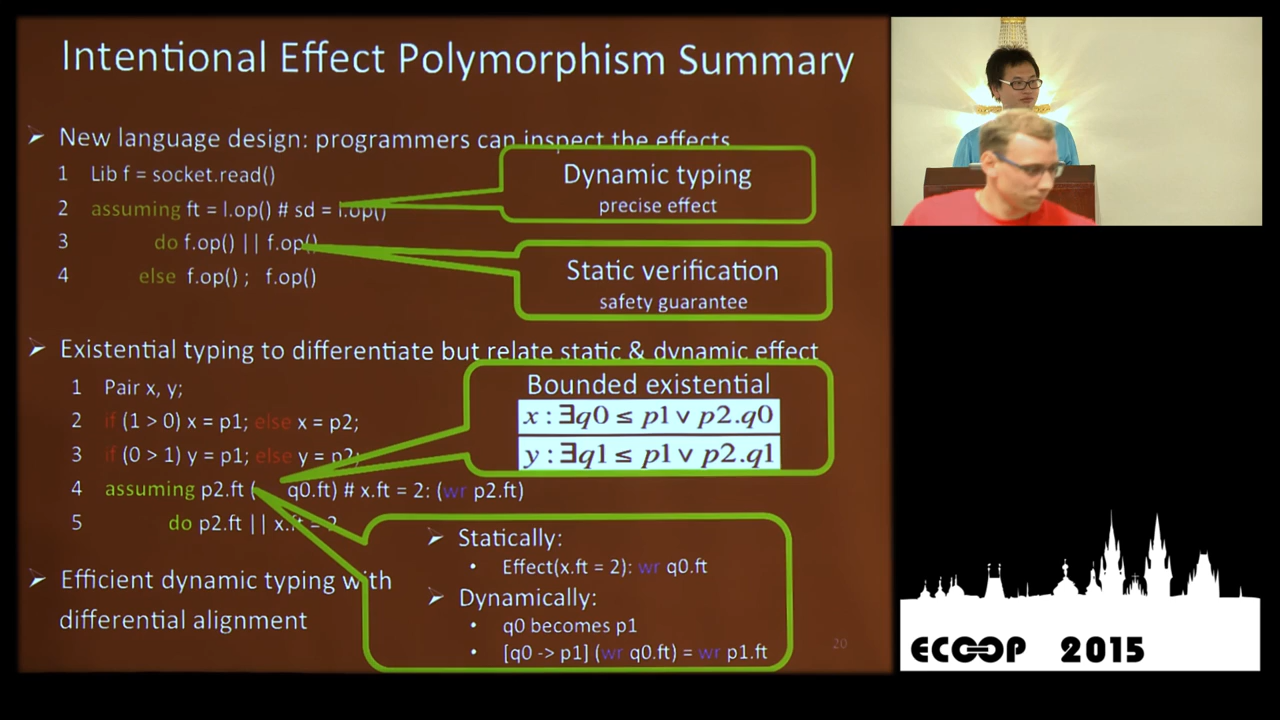 Intentional Effect Polymorphism Summary
➤ New language design: programmers can inspect the effects
1 Lib f = socket.read()
2 assuming ft = l.op() # sd = l.op()
3 do f.op() || f.op()
4 else f.op() ; f.op()
Dynamic typing
precise effect
Static verification
safety guarantee
➤ Existential typing to differentiate but relate static & dynamic effect
1 Pair x, y;
2 if (1 > 0) x = p1; else x = p2;
3 if (0 > 1) y = p1; else y = p2;
4 assuming p2.ft ( q0.ft) # x.ft = 2: (wr p2.ft)
5 do p2.ft || x.ft = 2
Bounded existential
x : ∃q0 ≤ p1 ∨ p2.q0
y : ∃q1 ≤ p1 ∨ p2.q1
➤ Statically:
• Effect(x.ft = 2): wr q0.ft
➤ Dynamically:
• q0 becomes p1
• [q0 -> p1] (wr q0.ft) = wr p1.ft
➤ Efficient dynamic typing with
differential alignment
20
ECOOP 2015